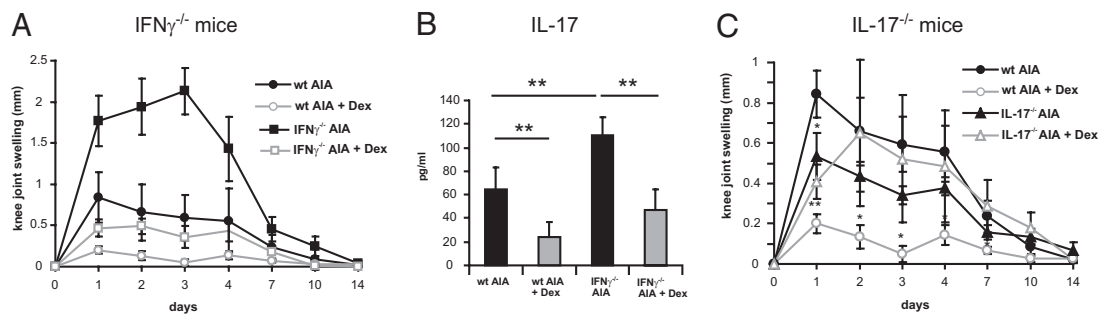 A
IFNγ-/- mice
knee joint swelling (mm)
2.5
2
1.5
1
0.5
0
0
1
2
3
4
7
10
14
days
wt AIA
wt AIA + Dex
IFNγ-/- AIA
IFNγ-/- AIA + Dex
B
IL-17
pg/ml
140
120
100
80
60
40
20
0
**
**
**
wt AIA
wt AIA
+ Dex
IFNγ-/-
AIA
IFNγ-/-
AIA + Dex
C
IL-17-/- mice
knee joint swelling (mm)
1
0.8
0.6
0.4
0.2
0
0
1
2
3
4
7
10
14
days
wt AIA
wt AIA + Dex
IL-17-/- AIA
IL-17-/- AIA + Dex
*
**
*
*
*
*